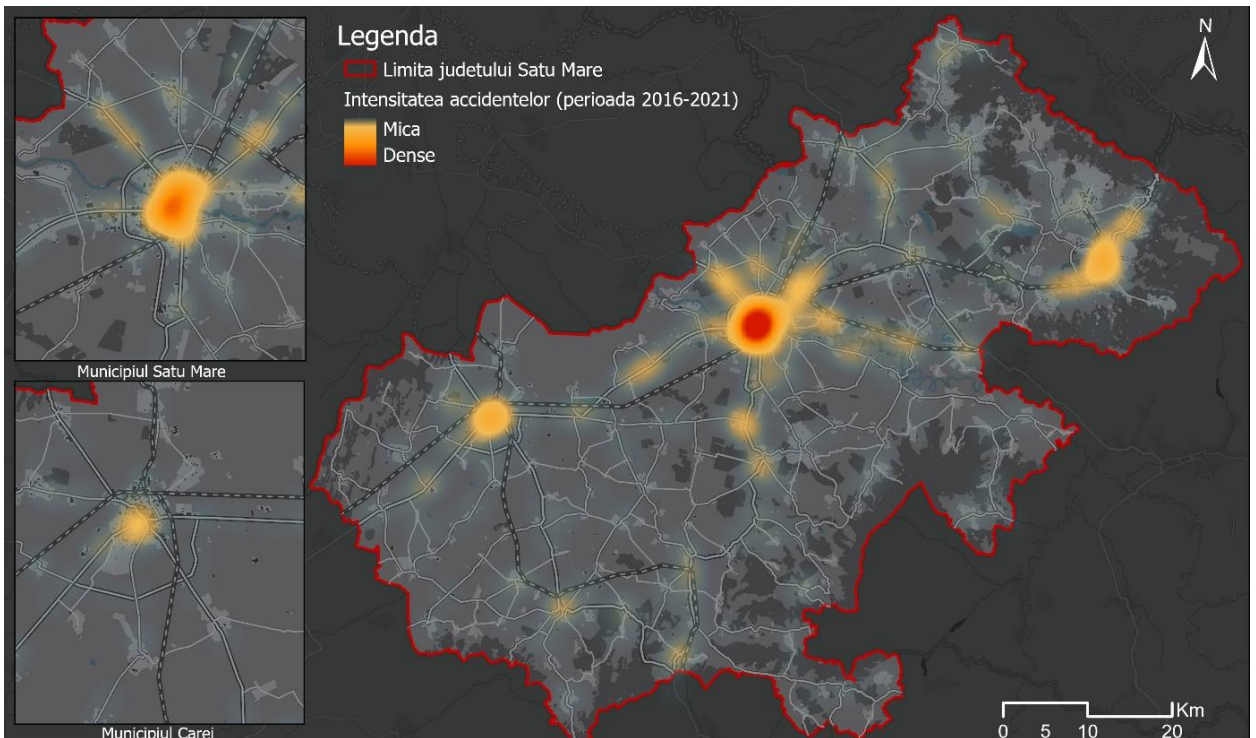 Legenda
Limita judetului Satu Mare
Intensitatea accidentelor (perioada 2016-2021)
Mica
Dense
N
Municipiul Satu Mare
Municipiul Carei
Km
0 5 10 20